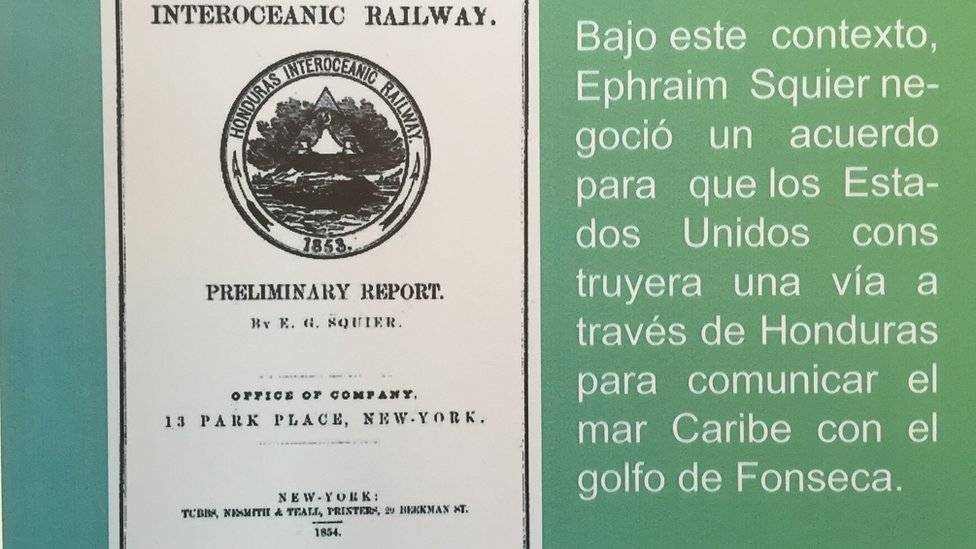 INTEROCEANIC RAILWAY.
HONDURAS INTEROCEANIC RAILWAY.
1853.
PRELIMINARY REPORT.
By E. G. SQUIER.
OFFICE OF COMPANY,
13 PARK PLACE, NEW-YORK.
NEW-YORK:
TUBBS, NESMITH & TEALL, PRINTERS, 29 BEEKMAN ST.
1854.
Bajo este contexto,
Ephraim Squier ne-
goció un acuerdo
para que los Esta-
dos Unidos cons
truyera una vía a
través de Honduras
para comunicar el
mar Caribe con el
golfo de Fonseca.